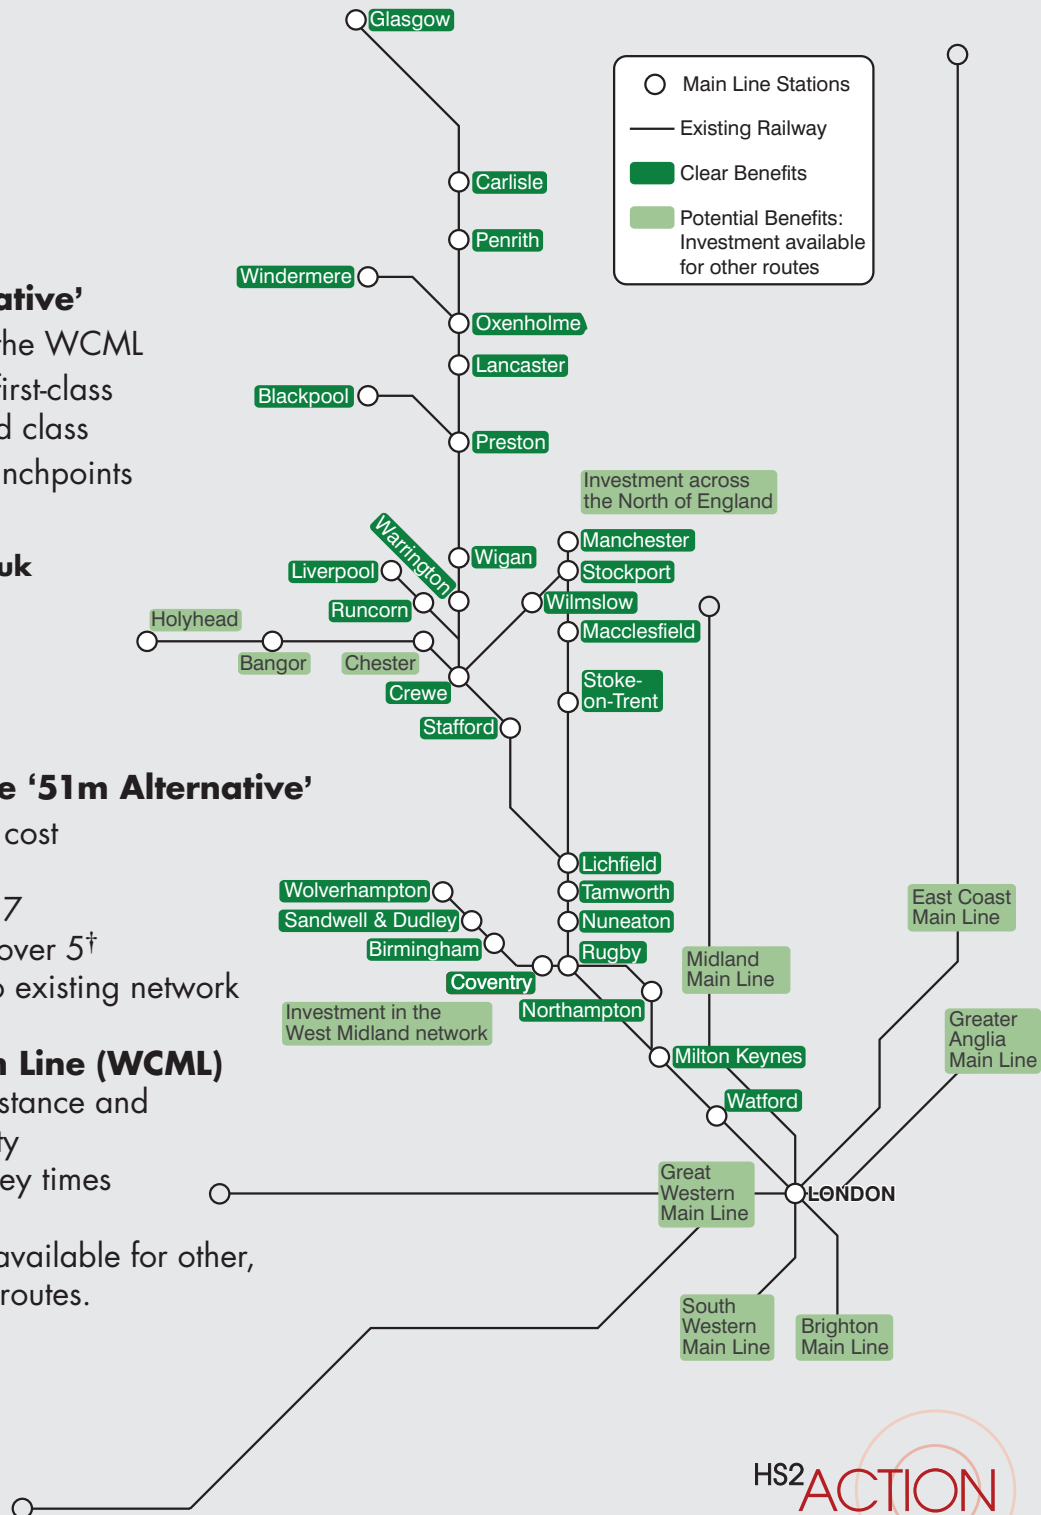 Glasgow
Main Line Stations
Existing Railway
Clear Benefits
Potential Benefits:
Investment available
for other routes
Carlisle
Penrith
Windermere
Oxenholme
Lancaster
Blackpool
Preston
ative’
the WCML
first-class
d class
nchpoints
uk
Investment across
the North of England
Manchester
Stockport
Wilmslow
Macclesfield
Stoke-
on-Trent
Warrington
Wigan
Liverpool
Runcorn
Holyhead
Bangor
Chester
Crewe
Stafford
e ‘51m Alternative’
cost
7
over 5†
o existing network
Lichfield
Tamworth
Nuneaton
Rugby
Wolverhampton
Sandwell & Dudley
Birmingham
Coventry
Northampton
Investment in the
West Midland network
Midland
Main Line
East Coast
Main Line
Greater
Anglia
Main Line
Milton Keynes
Watford
n Line (WCML)
stance and
ty
ey times
available for other,
routes.
Great
Western
Main Line
LONDON
South
Western
Main Line
Brighton
Main Line
HS2 ACTION